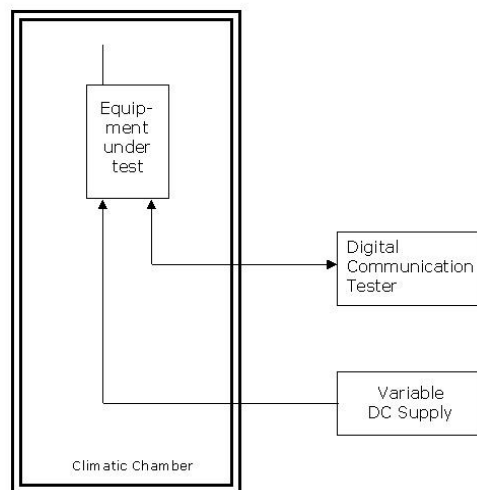 Equip-
ment
under
test
Digital
Communication
Tester
Variable
DC Supply
Climatic Chamber